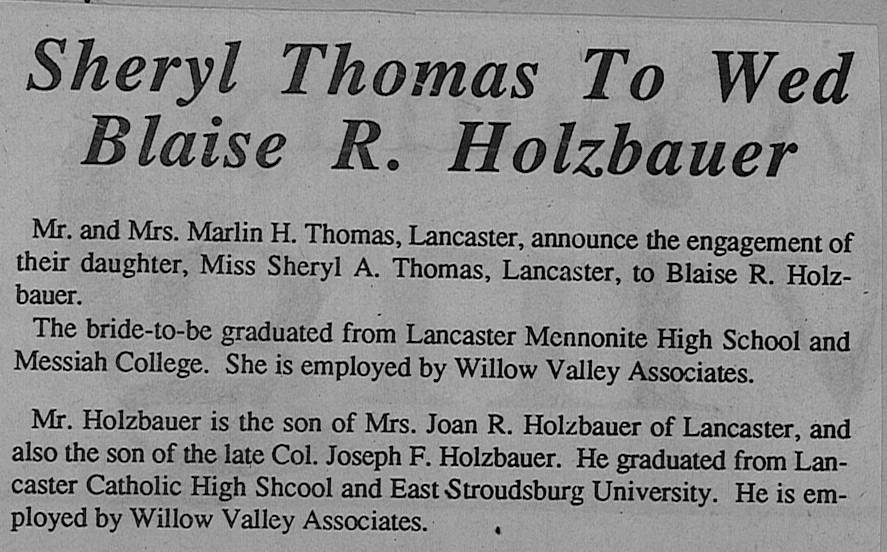 Sheryl Thomas To Wed
Blaise R. Holzbauer
Mr. and Mrs. Marlin H. Thomas, Lancaster, announce the engagement of
their daughter, Miss Sheryl A. Thomas, Lancaster, to Blaise R. Holz-
bauer.
The bride-to-be graduated from Lancaster Mennonite High School and
Messiah College. She is employed by Willow Valley Associates.
Mr. Holzbauer is the son of Mrs. Joan R. Holzbauer of Lancaster, and
also the son of the late Col. Joseph F. Holzbauer. He graduated from Lan-
caster Catholic High Shcool and East Stroudsburg University. He is em-
ployed by Willow Valley Associates.